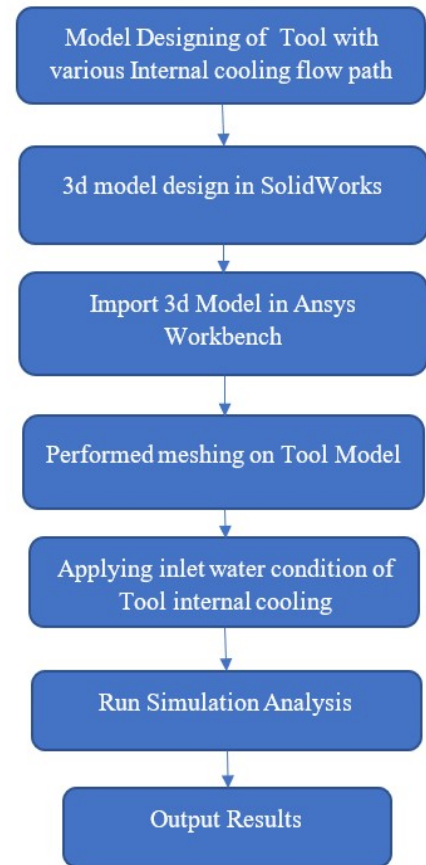 Model Designing of Tool with
various Internal cooling flow path
3d model design in SolidWorks
Import 3d Model in Ansys
Workbench
Performed meshing on Tool Model
Applying inlet water condition of
Tool internal cooling
Run Simulation Analysis
Output Results